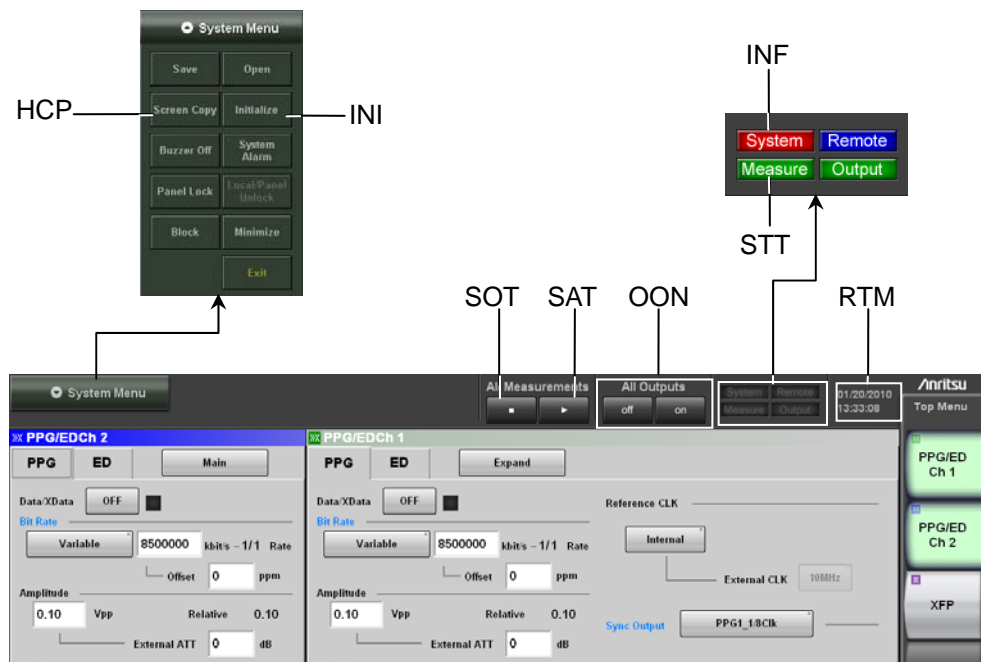 System Menu
Save Open
HCP Screen Copy Initialize INI
Buzzer Off System Alarm
Panel Lock Local/Panel Unlock
Block Minimize
Exit
INF
System Remote
Measure Output
STT
SOT SAT OON RTM
System Menu
All Measurements
All Outputs
off on
System Remote
Measure Output
01/20/2010
13:33:08
Anritsu
Top Menu
PPG/EDCh 2
PPG ED Main
Data/XData OFF
Bit Rate
Variable 8500000 kbit/s - 1/1 Rate
Offset 0 ppm
Amplitude
0.10 Vpp Relative 0.10
External ATT 0 dB
PPG/EDCh 1
PPG ED Expand
Data/XData OFF
Bit Rate
Variable 8500000 kbit/s - 1/1 Rate
Offset 0 ppm
Amplitude
0.10 Vpp Relative 0.10
External ATT 0 dB
Reference CLK
Internal
External CLK 10MHz
Sync Output PPG1_1/8Clk
PPG/ED
Ch 1
PPG/ED
Ch 2
XFP